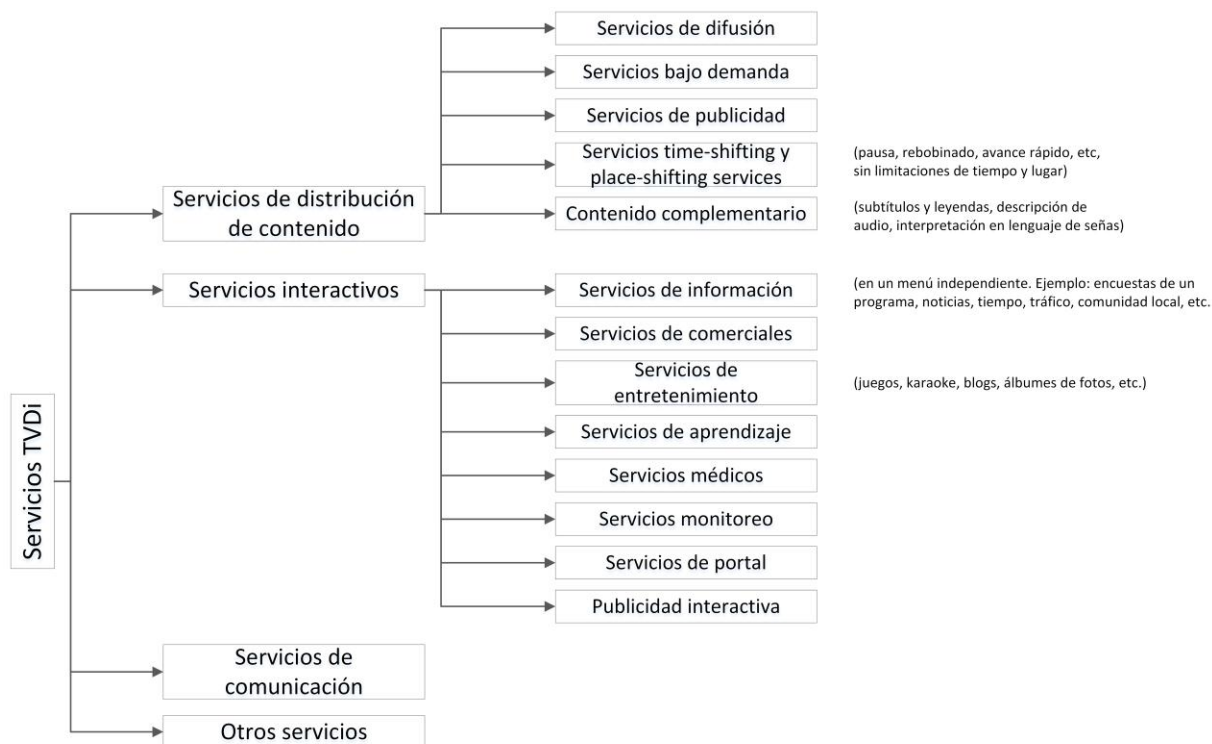 Servicios TVDi
Servicios de distribución
de contenido
Servicios de difusión
Servicios bajo demanda
Servicios de publicidad
Servicios time-shifting y
place-shifting services
(pausa, rebobinado, avance rápido, etc,
sin limitaciones de tiempo y lugar)
Contenido complementario
(subtítulos y leyendas, descripción de
audio, interpretación en lenguaje de señas)
Servicios interactivos
Servicios de información
(en un menú independiente. Ejemplo: encuestas de un
programa, noticias, tiempo, tráfico, comunidad local, etc.
Servicios de comerciales
Servicios de
entretenimiento
(juegos, karaoke, blogs, álbumes de fotos, etc.)
Servicios de aprendizaje
Servicios médicos
Servicios monitoreo
Servicios de portal
Publicidad interactiva
Servicios de
comunicación
Otros servicios